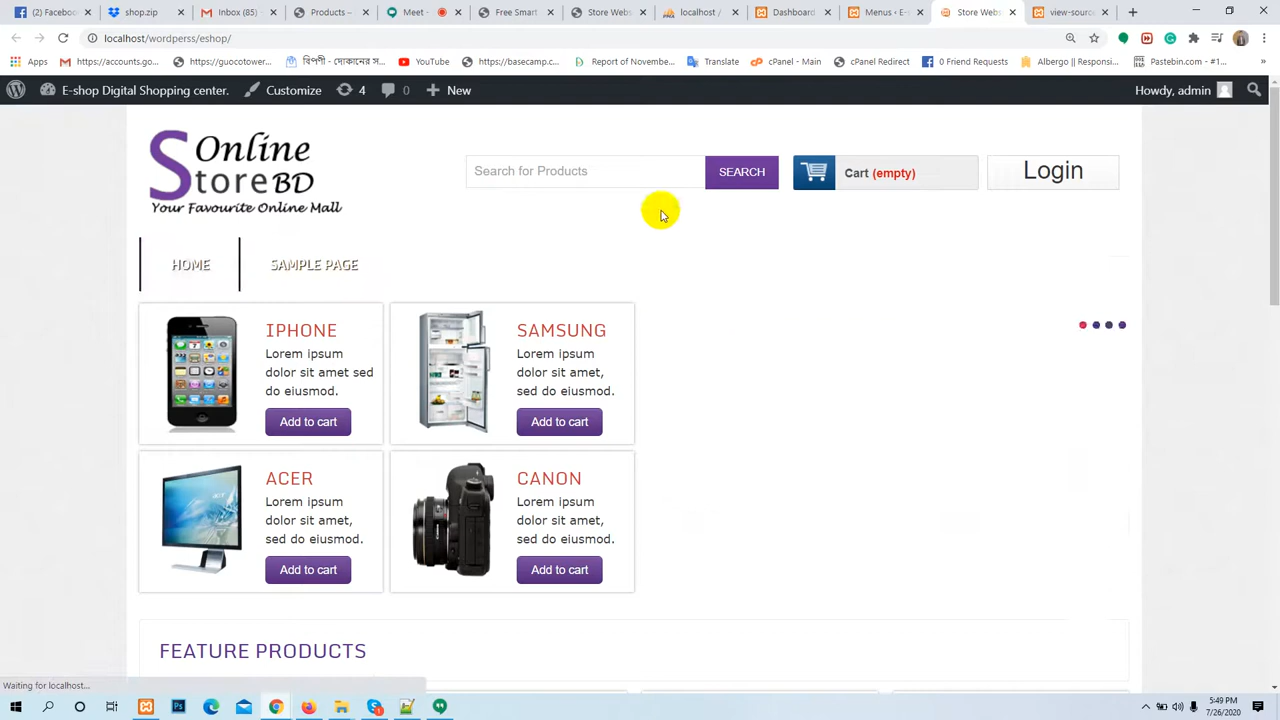 Facebook
shop.zip
Inbox (85)
Products –
Meet -
Free Smart
Store Webs
localhost /
Dashboard
Menus ‹ E-
Store Webs
view-source
localhost/wordperss/eshop/
Apps
https://accounts.go...
https://guocotower...
বিপণী - দোকানের স...
YouTube
https://basecamp.c...
Report of Novembe...
Translate
cPanel - Main
cPanel Redirect
0 Friend Requests
Albergo || Responsi...
Pastebin.com - #1...
E-shop Digital Shopping center.
Customize
4
0
New
Howdy, admin
Online
Store BD
Your Favourite Online Mall
Search for Products
SEARCH
Cart (empty)
Login
HOME
SAMPLE PAGE
IPHONE
Lorem ipsum
dolor sit amet sed
do eiusmod.
Add to cart
SAMSUNG
Lorem ipsum
dolor sit amet,
sed do eiusmod.
Add to cart
ACER
Lorem ipsum
dolor sit amet,
sed do eiusmod.
Add to cart
CANON
Lorem ipsum
dolor sit amet,
sed do eiusmod.
Add to cart
FEATURE PRODUCTS
Waiting for localhost...
5:49 PM
7/26/2020